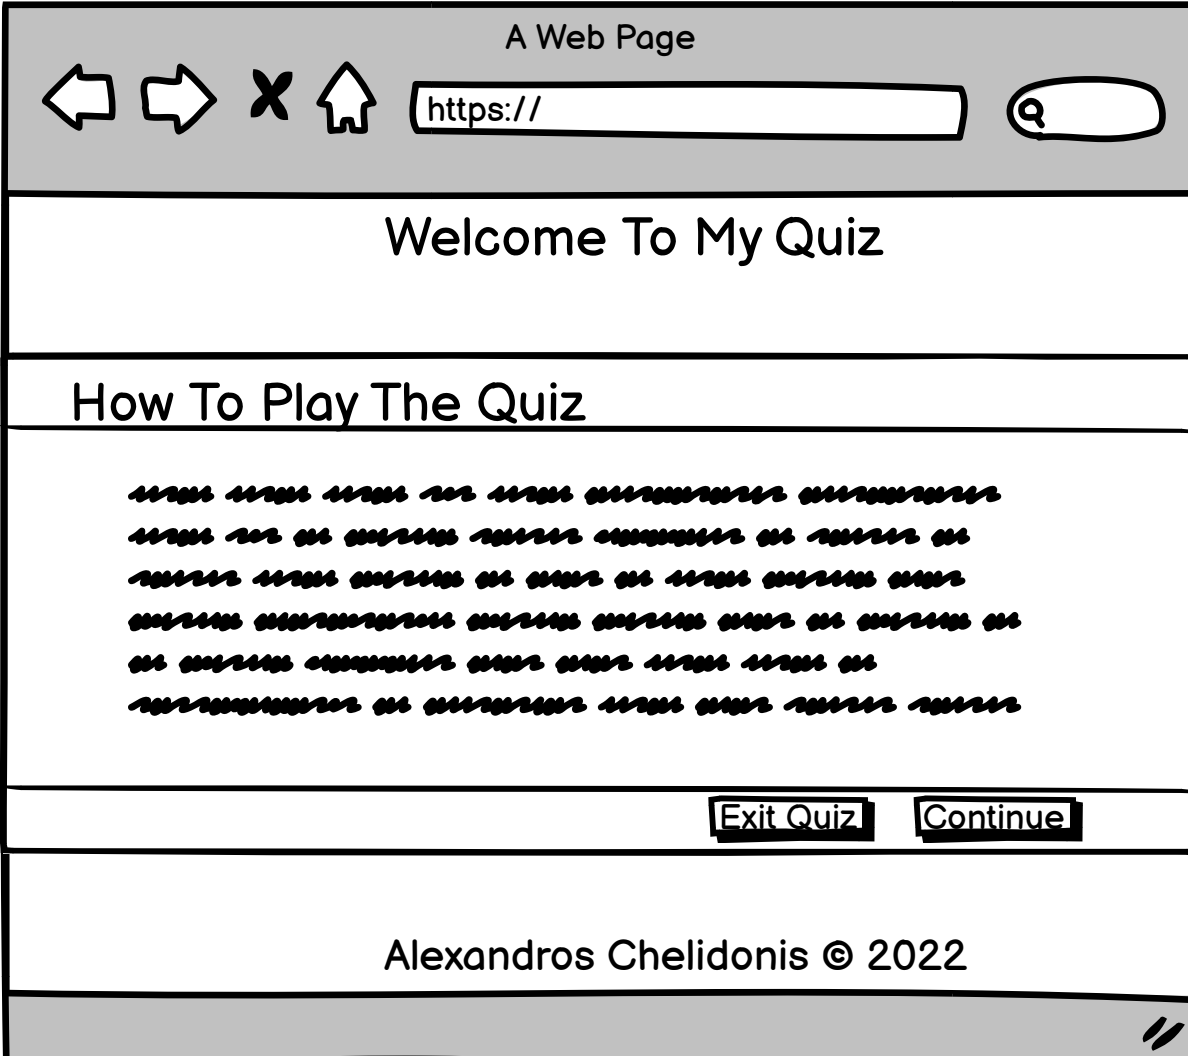 A Web Page
https://
Welcome To My Quiz
How To Play The Quiz
Exit Quiz
Continue
Alexandros Chelidonis © 2022